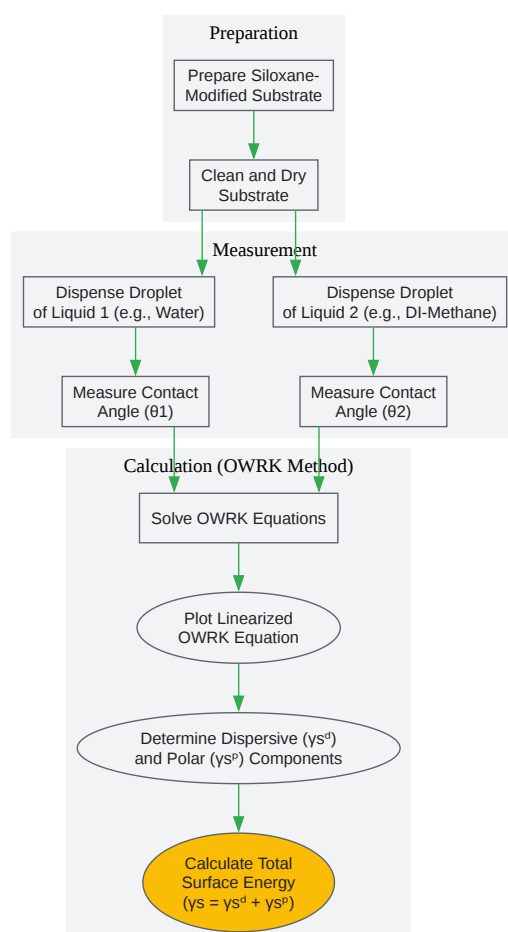 Preparation
Prepare Siloxane-
Modified Substrate
Clean and Dry
Substrate
Measurement
Dispense Droplet
of Liquid 1 (e.g., Water)
Dispense Droplet
of Liquid 2 (e.g., DI-Methane)
Measure Contact
Angle (θ1)
Measure Contact
Angle (θ2)
Calculation (OWRK Method)
Solve OWRK Equations
Plot Linearized
OWRK Equation
Determine Dispersive (γsᵈ)
and Polar (γsᵖ) Components
Calculate Total
Surface Energy
(γs = γsᵈ + γsᵖ)